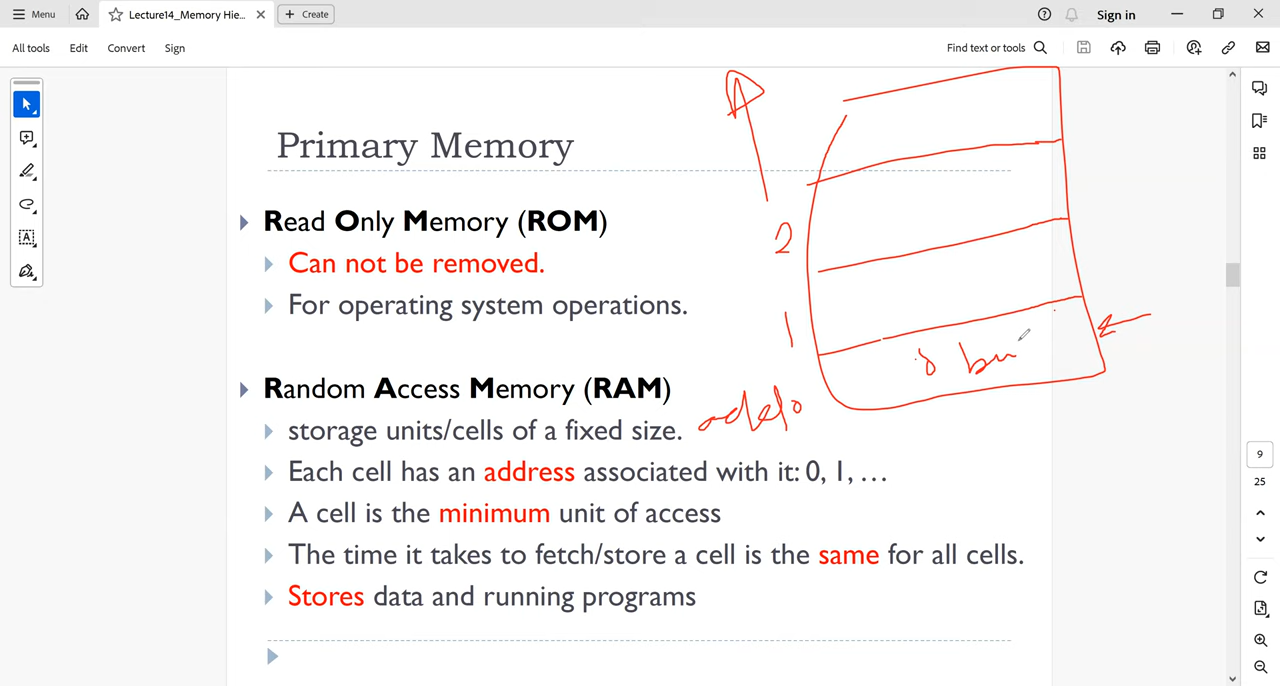 Menu
Lecture14_Memory Hie...
Create
Sign in
All tools
Edit
Convert
Sign
Find text or tools
Primary Memory
Read Only Memory (ROM)
Can not be removed.
For operating system operations.
Random Access Memory (RAM)
storage units/cells of a fixed size.
Each cell has an address associated with it: 0, 1, …
A cell is the minimum unit of access
The time it takes to fetch/store a cell is the same for all cells.
Stores data and running programs
2
1
9
25